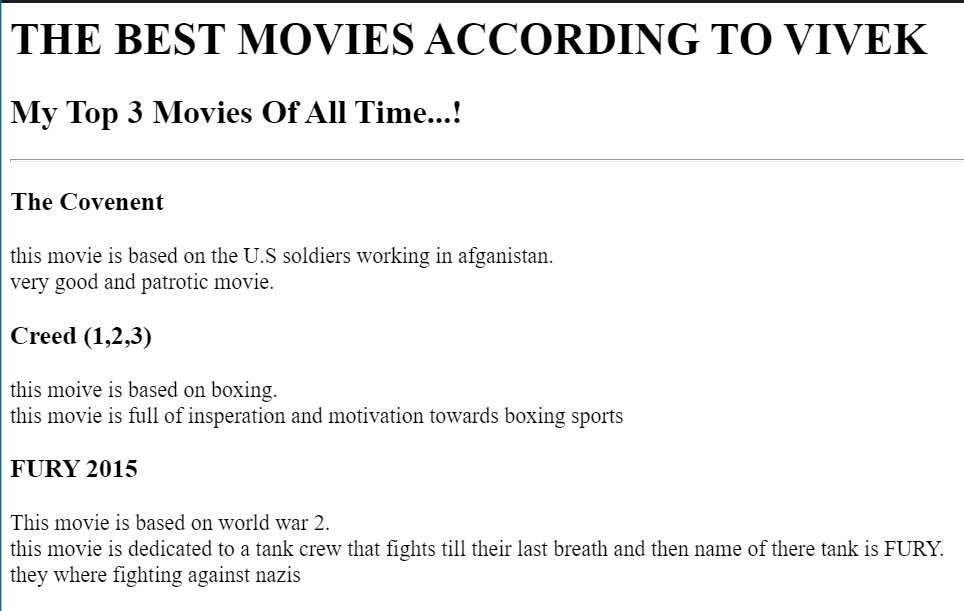 THE BEST MOVIES ACCORDING TO VIVEK
My Top 3 Movies Of All Time...!
The Covenent
this movie is based on the U.S soldiers working in afganistan.
very good and patrotic movie.
Creed (1,2,3)
this moive is based on boxing.
this movie is full of insperation and motivation towards boxing sports
FURY 2015
This movie is based on world war 2.
this movie is dedicated to a tank crew that fights till their last breath and then name of there tank is FURY.
they where fighting against nazis